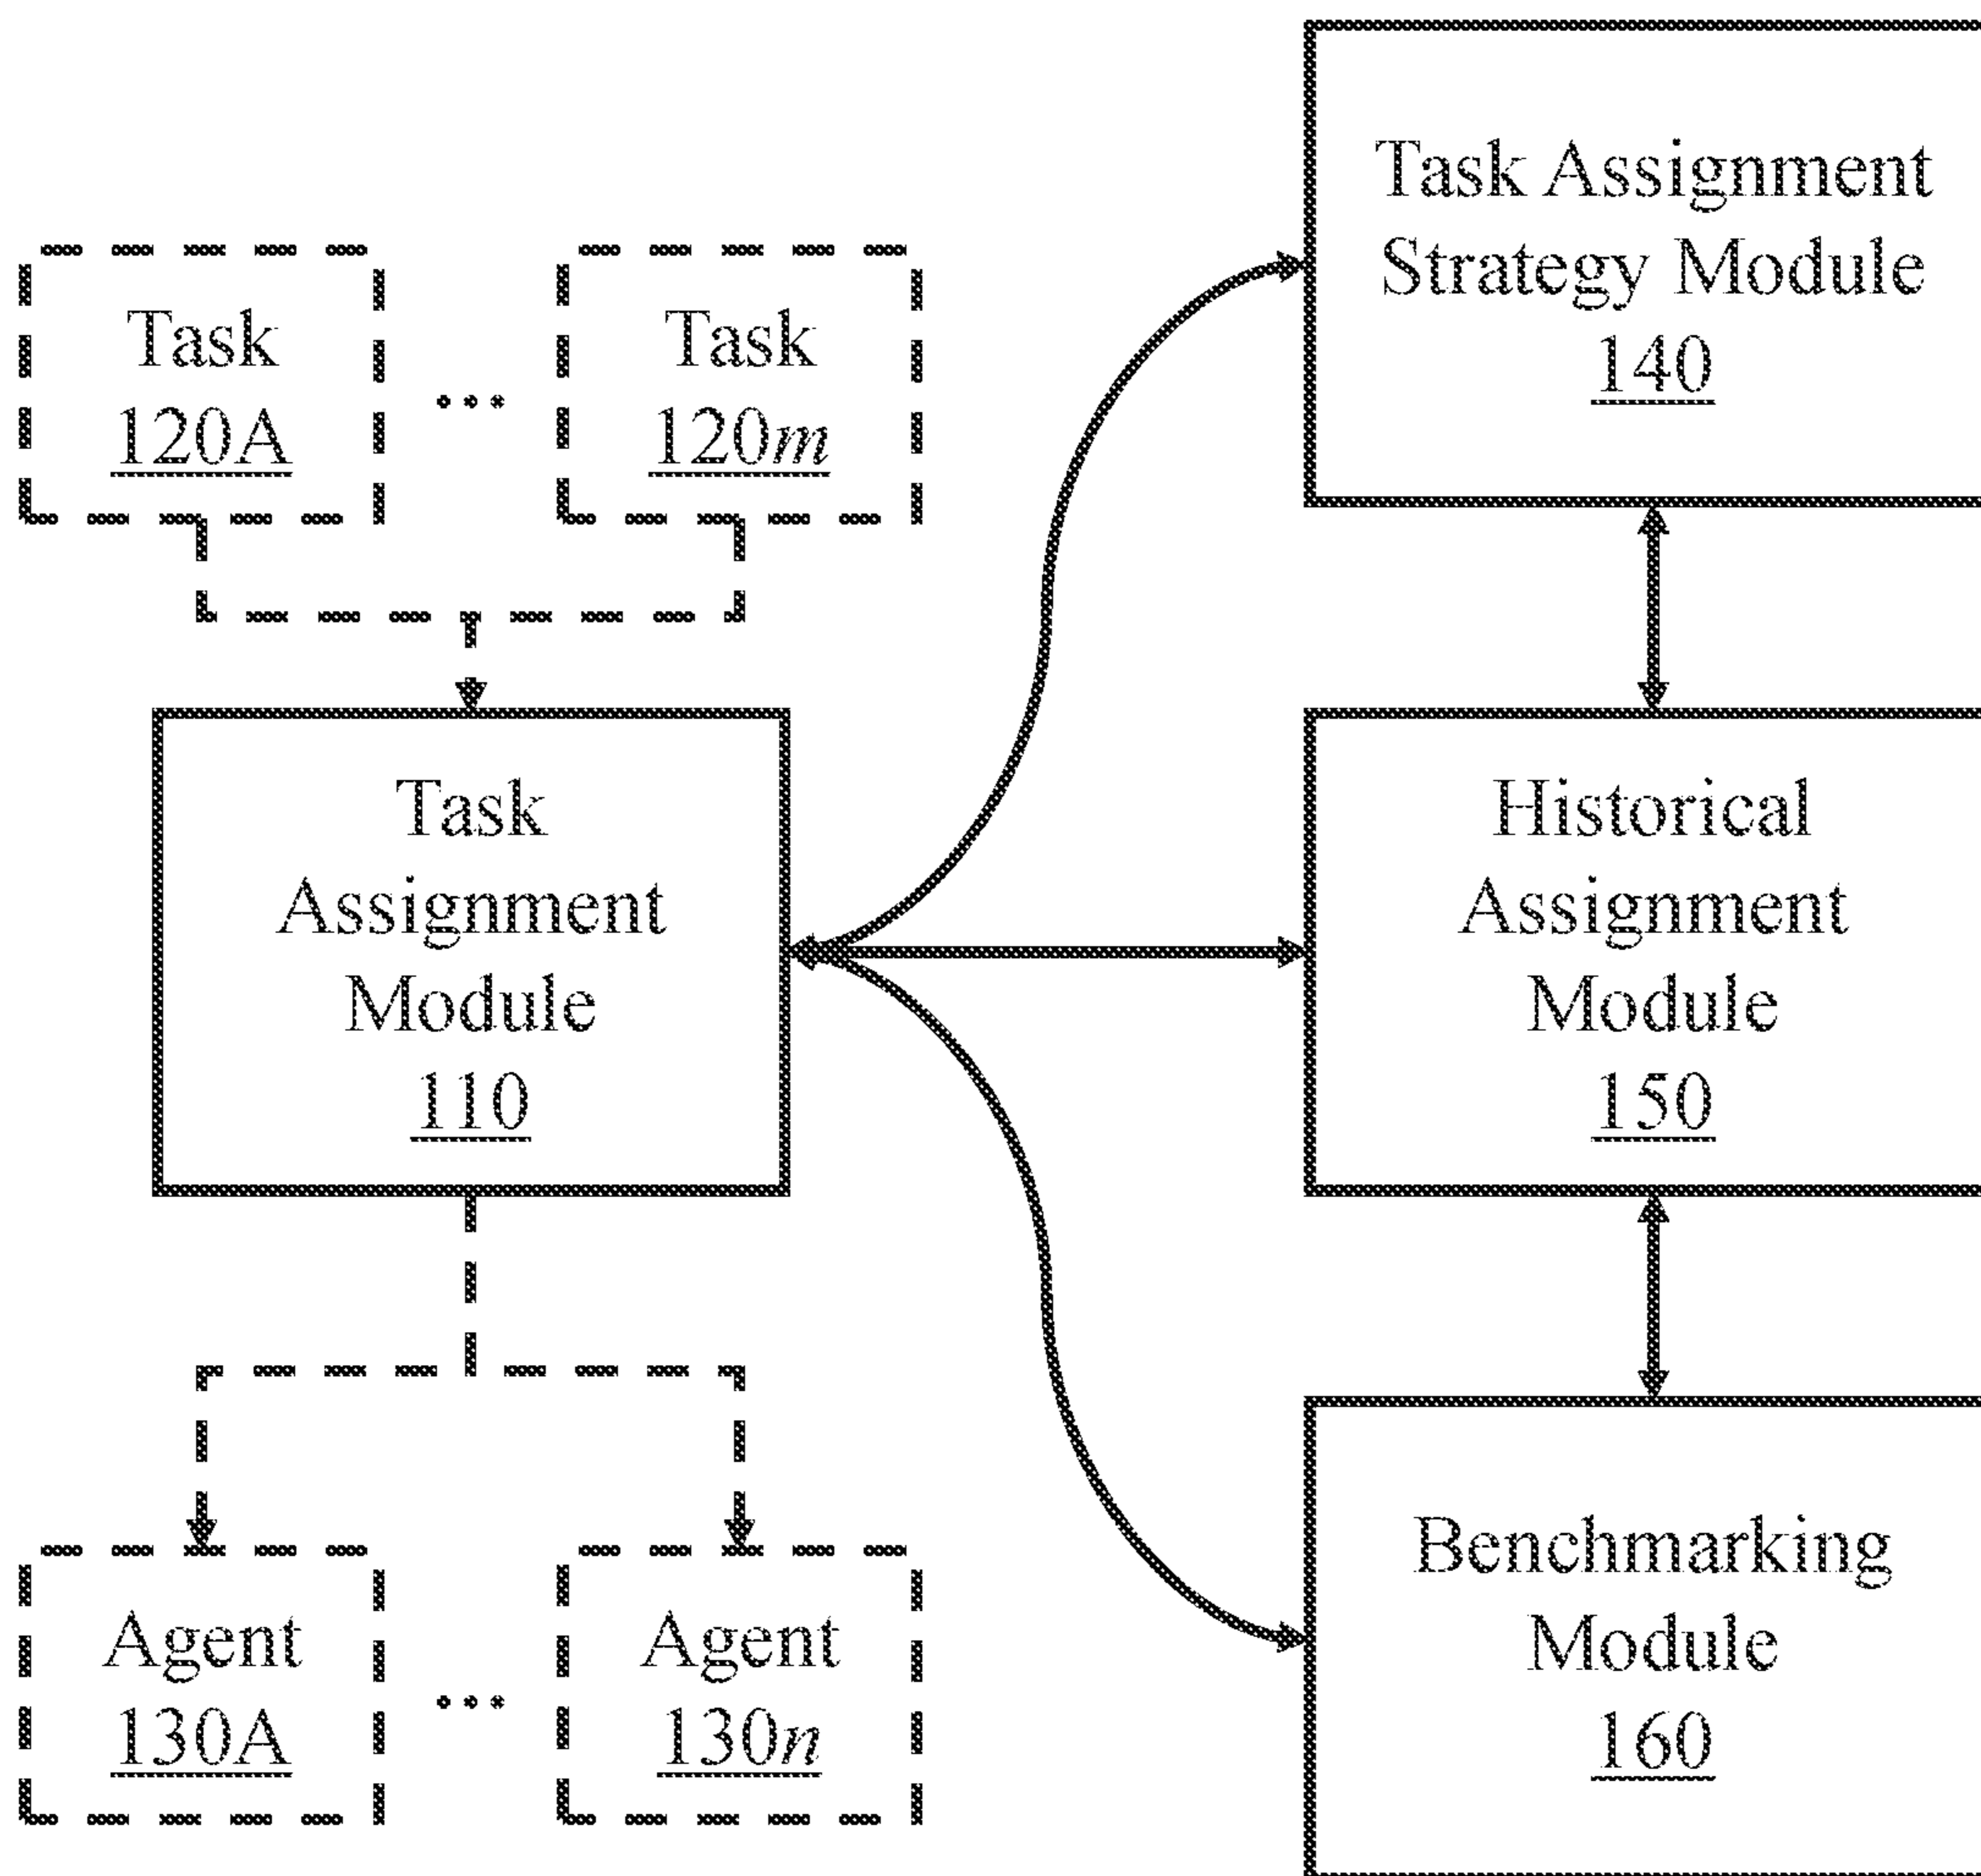 Task Assignment
Strategy Module
140
Task
120A
...
Task
120m
Task
Assignment
Module
110
Historical
Assignment
Module
150
Benchmarking
Module
160
Agent
130A
...
Agent
130n